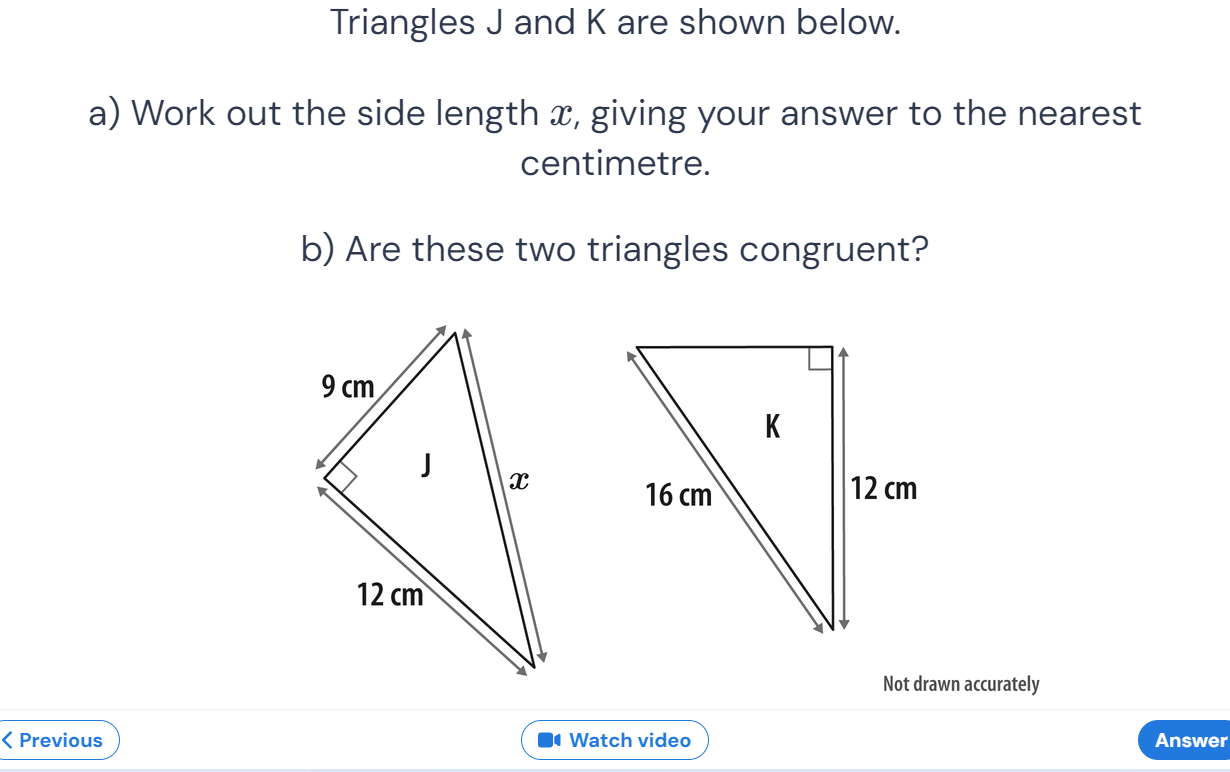 Triangles J and K are shown below.
a) Work out the side length x, giving your answer to the nearest
centimetre.
b) Are these two triangles congruent?
9 cm
J
x
12 cm
K
16 cm
12 cm
Not drawn accurately
Previous
Watch video
Answer